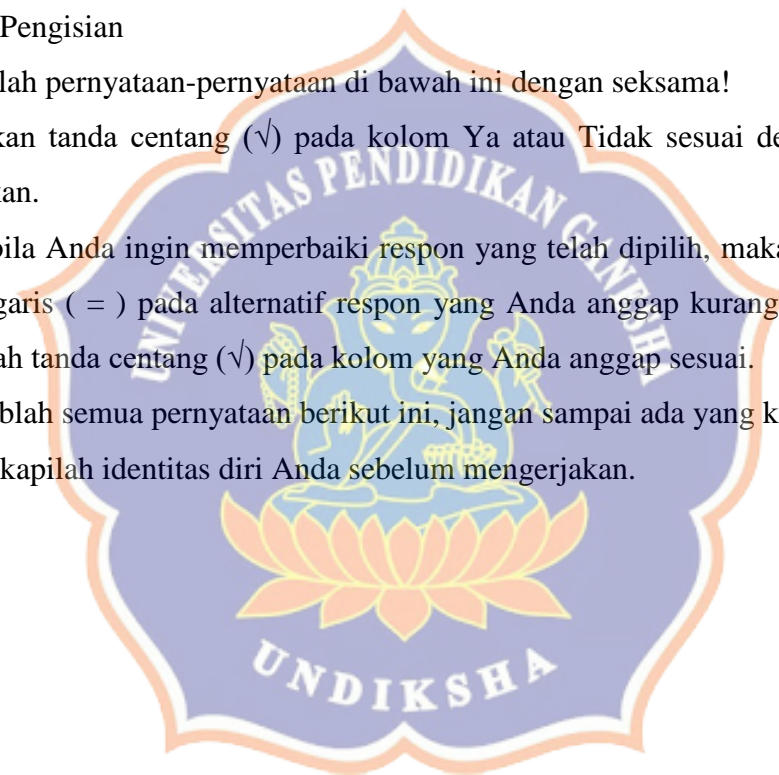 Pengisian
lah pernyataan-pernyataan di bawah ini dengan seksama!
kan tanda centang (√) pada kolom Ya atau Tidak sesuai de
kan.
bila Anda ingin memperbaiki respon yang telah dipilih, maka
garis ( = ) pada alternatif respon yang Anda anggap kurang
ah tanda centang (√) pada kolom yang Anda anggap sesuai.
blah semua pernyataan berikut ini, jangan sampai ada yang k
kapilah identitas diri Anda sebelum mengerjakan.
UNIVERSITAS PENDIDIKAN GANESHA
UNDIKSHA